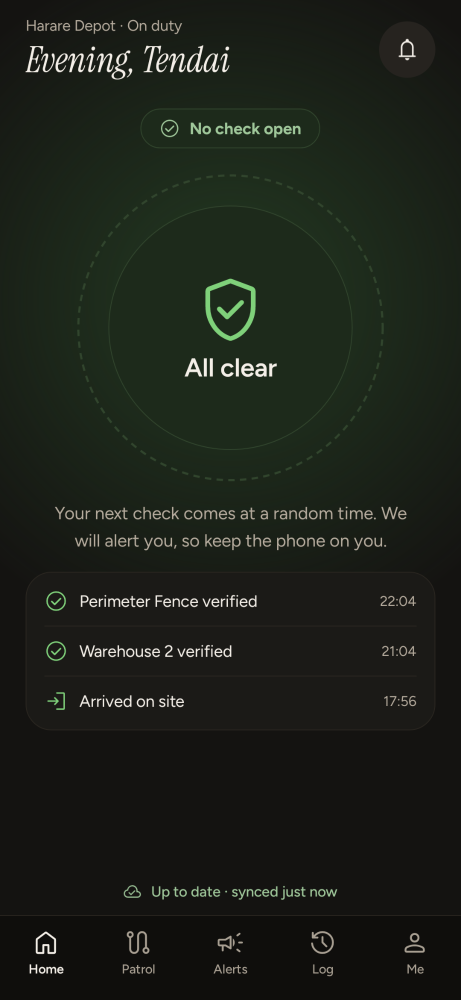 Harare Depot · On duty
Evening, Tendai
No check open
All clear
Your next check comes at a random time. We
will alert you, so keep the phone on you.
Perimeter Fence verified 22:04
Warehouse 2 verified 21:04
Arrived on site 17:56
Up to date · synced just now
Home Patrol Alerts Log Me